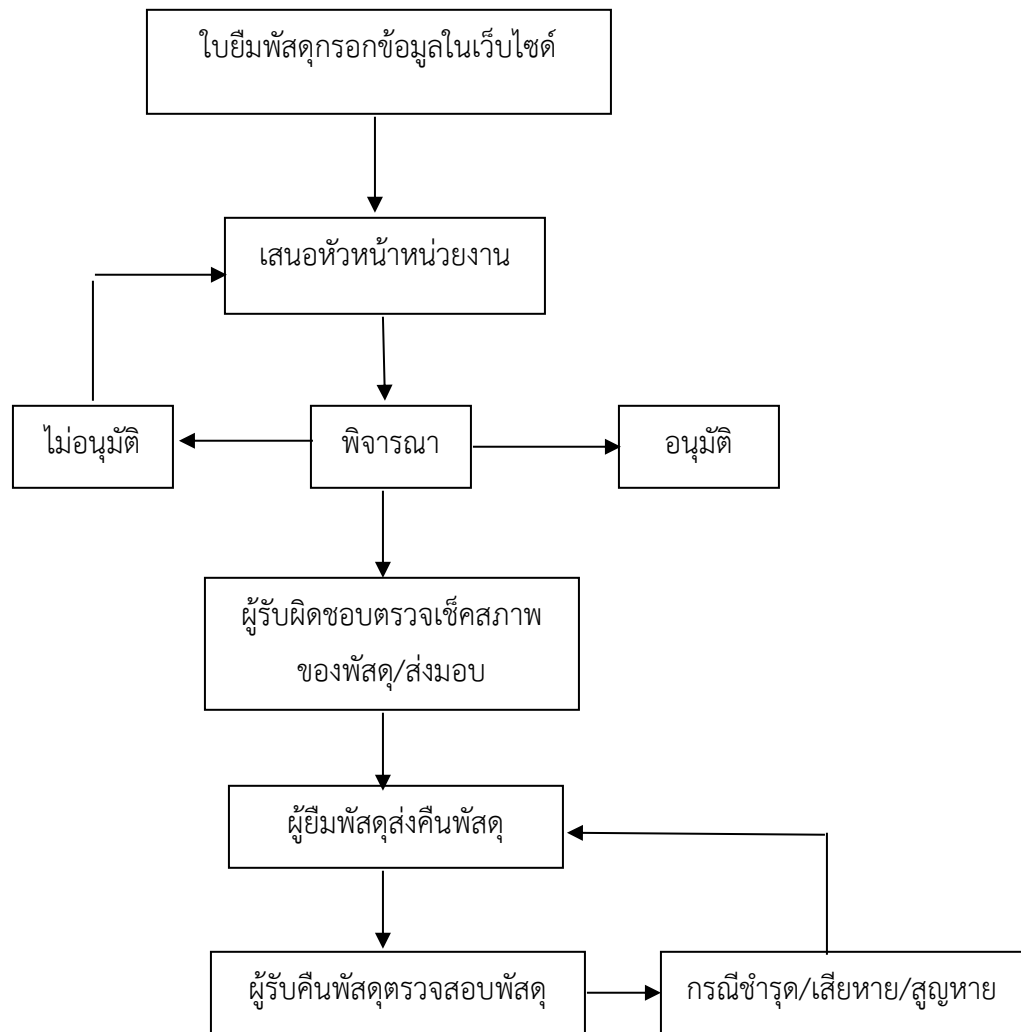 ใบยืมพัสดุกรอกข้อมูลในเว็บไซด์
เสนอหัวหน้าหน่วยงาน
ไม่อนุมัติ
พิจารณา
อนุมัติ
ผู้รับผิดชอบตรวจเช็คสภาพ
ของพัสดุ/ส่งมอบ
ผู้ยืมพัสดุส่งคืนพัสดุ
ผู้รับคืนพัสดุตรวจสอบพัสดุ
กรณีชำรุด/เสียหาย/สูญหาย